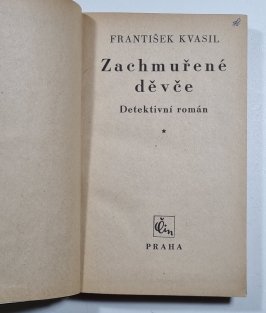 FRANTIŠEK KVASIL
Zachmuřené
děvče
Detektivní román
*
Čin
PRAHA